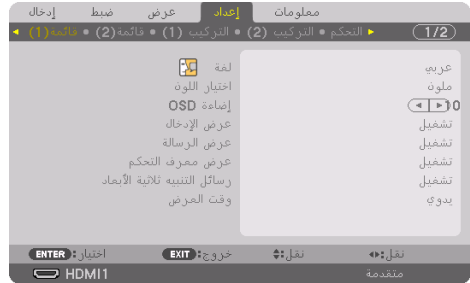 إدخال ضبط عرض إعداد معلومات
قائمة(1) • قائمة(2) • التركيب (1) • التركيب (2) • التحكم 1/2
لغة عربي
اختيار اللون ملون
إضاءة OSD 10
عرض الإدخال تشغيل
عرض الرسالة تشغيل
عرض معرف التحكم تشغيل
رسائل التنبيه ثلاثية الأبعاد تشغيل
وقت العرض يدوي
ENTER :اختيار EXIT :خروج نقل: نقل:
HDMI1 متقدمة